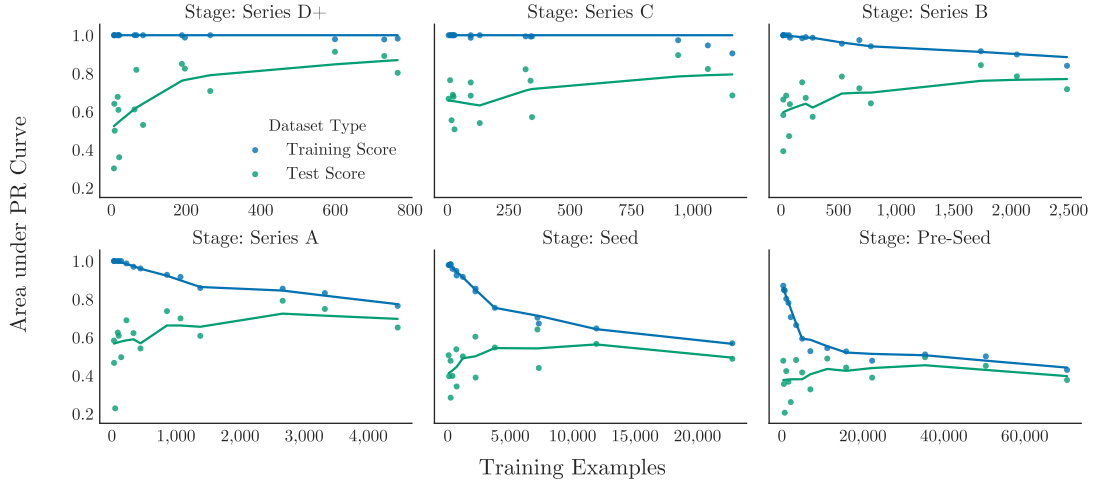 Stage: Series D+
Stage: Series C
Stage: Series B
1.0
0.8
0.6
0.4
0.2
Dataset Type
Training Score
Test Score
0 200 400 600 800
0 250 500 750 1,000
0 500 1,000 1,500 2,000 2,500
Area under PR Curve
Stage: Series A
Stage: Seed
Stage: Pre-Seed
1.0
0.8
0.6
0.4
0.2
0 1,000 2,000 3,000 4,000
0 5,000 10,000 15,000 20,000
0 20,000 40,000 60,000
Training Examples